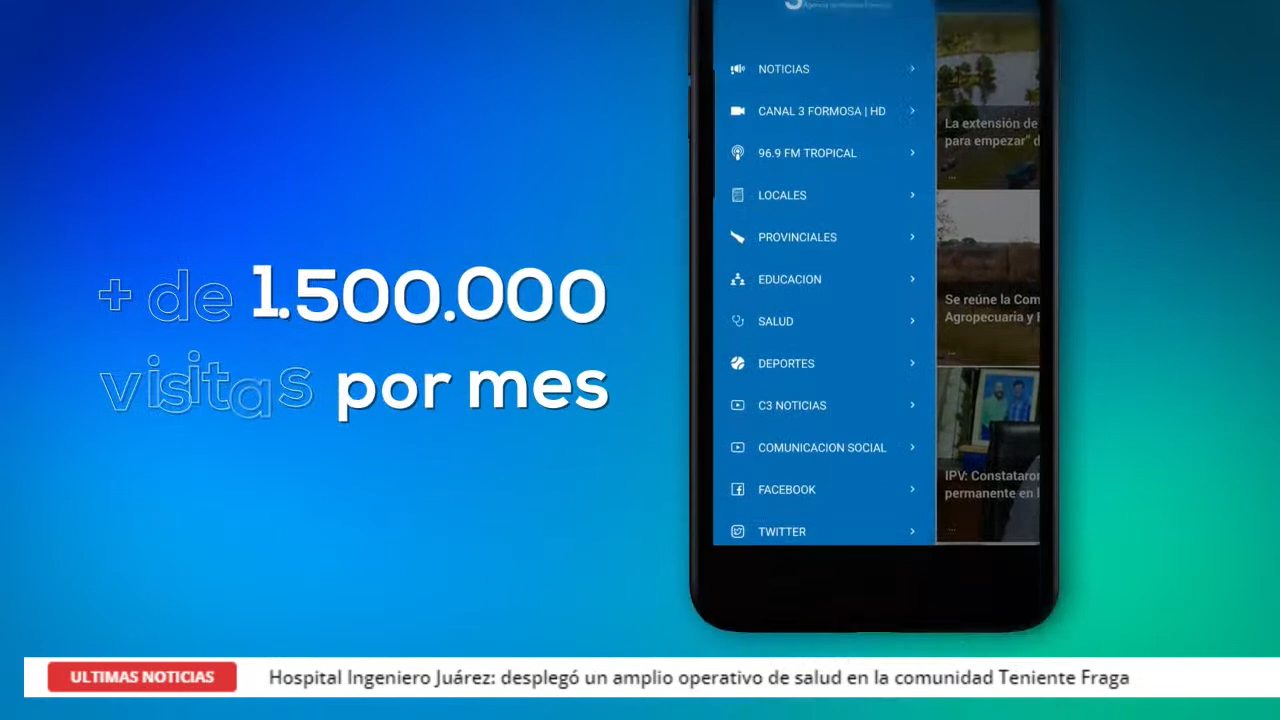 + de 1.500.000
visitas por mes
NOTICIAS
CANAL 3 FORMOSA | HD
96.9 FM TROPICAL
LOCALES
PROVINCIALES
EDUCACION
SALUD
DEPORTES
C3 NOTICIAS
COMUNICACION SOCIAL
FACEBOOK
TWITTER
La extensión de
para empezar" d
...
Se reúne la Com
Agropecuaria y
...
IPV: Constataron
permanente en l
...
ULTIMAS NOTICIAS
Hospital Ingeniero Juárez: desplegó un amplio operativo de salud en la comunidad Teniente Fraga